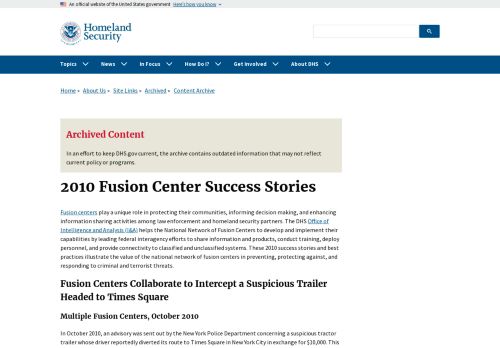 An official website of the United States government Here's how you know
Homeland
Security
Topics News In Focus How Do I? Get Involved About DHS
Home About Us Site Links Archived Content Archive
Archived Content
In an effort to keep DHS.gov current, the archive contains outdated information that may not reflect
current policy or programs.
2010 Fusion Center Success Stories
Fusion centers play a unique role in protecting their communities, informing decision making, and enhancing
information sharing activities among law enforcement and homeland security partners. The DHS Office of
Intelligence and Analysis (I&A) helps the National Network of Fusion Centers to develop and implement their
capabilities by leading federal interagency efforts to share information and products, conduct training, deploy
personnel, and provide connectivity to classified and unclassified systems. These 2010 success stories and best
practices illustrate the value of the national network of fusion centers in preventing, protecting against, and
responding to criminal and terrorist threats.
Fusion Centers Collaborate to Intercept a Suspicious Trailer
Headed to Times Square
Multiple Fusion Centers, October 2010
In October 2010, an advisory was sent out by the New York Police Department concerning a suspicious tractor
trailer whose driver reportedly diverted its route to Times Square in New York City in exchange for $10,000. This